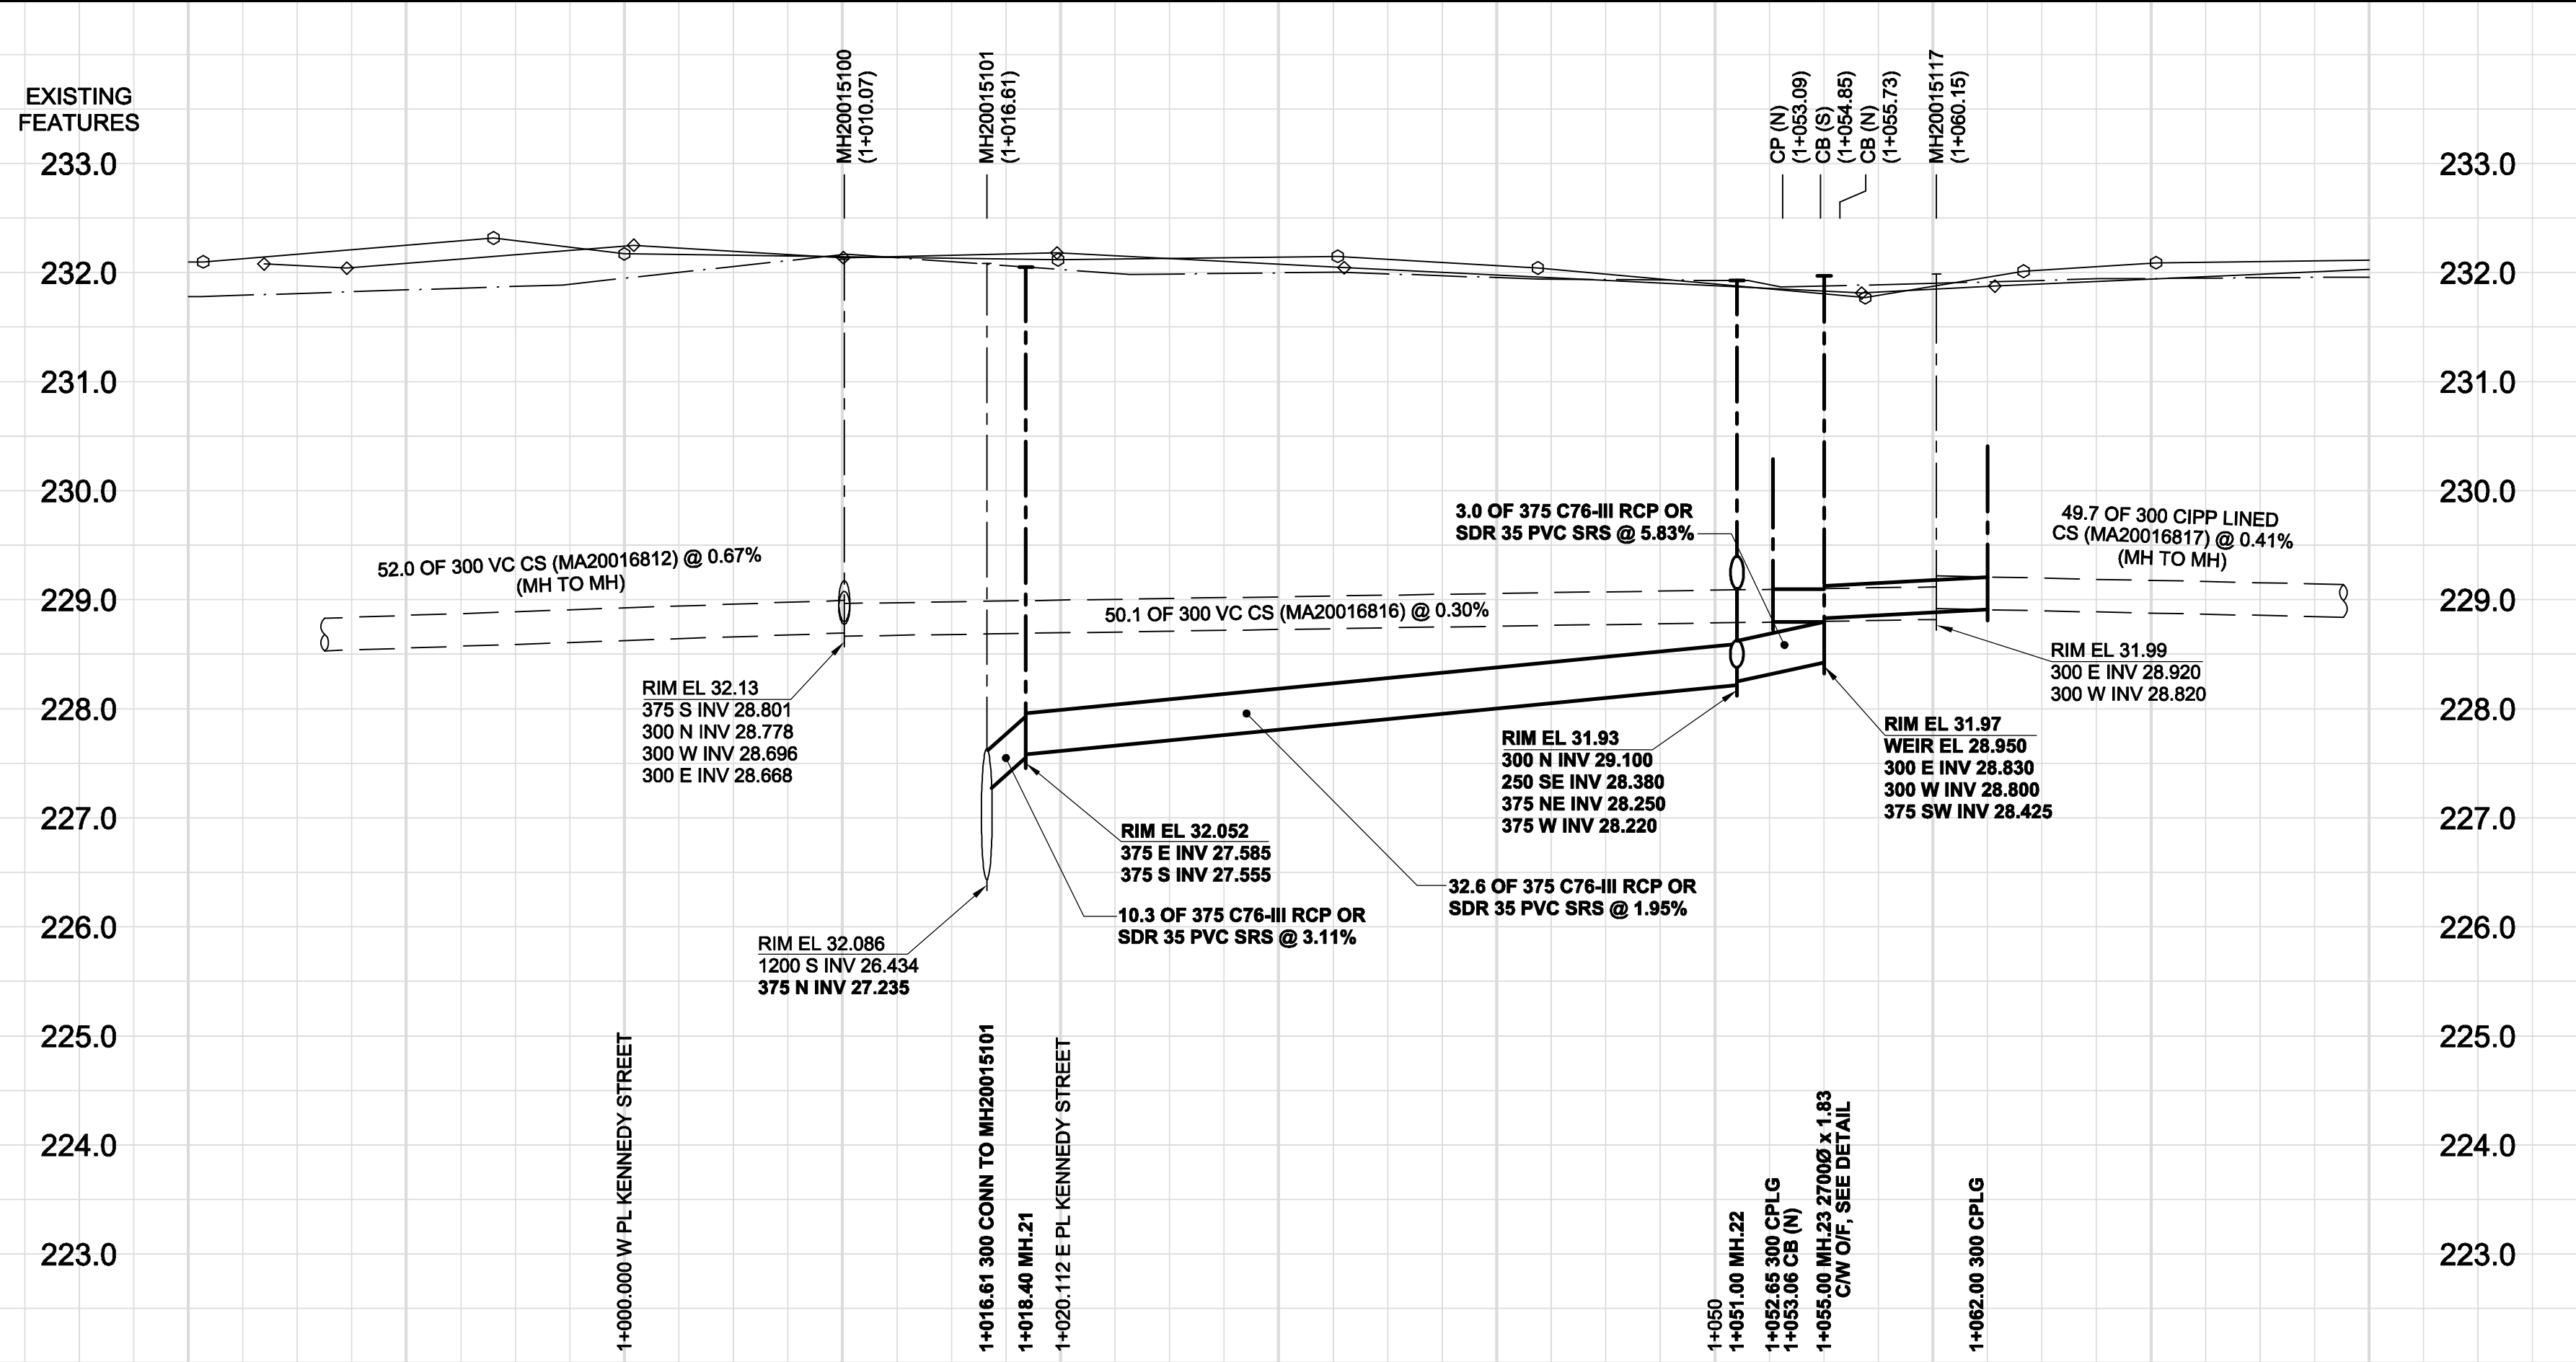 EXISTING
FEATURES
MH20015100
(1+010.07)
MH20015101
(1+016.61)
CP (N)
(1+053.09)
CB (S)
(1+054.85)
CB (N)
(1+055.73)
MH20015117
(1+060.15)
233.0
233.0
232.0
232.0
231.0
231.0
230.0
230.0
229.0
229.0
228.0
228.0
227.0
227.0
226.0
226.0
225.0
225.0
224.0
224.0
223.0
223.0
52.0 OF 300 VC CS (MA20016812) @ 0.67%
(MH TO MH)
50.1 OF 300 VC CS (MA20016816) @ 0.30%
3.0 OF 375 C76-III RCP OR
SDR 35 PVC SRS @ 5.83%
49.7 OF 300 CIPP LINED
CS (MA20016817) @ 0.41%
(MH TO MH)
RIM EL 32.13
375 S INV 28.801
300 N INV 28.778
300 W INV 28.696
300 E INV 28.668
RIM EL 31.99
300 E INV 28.920
300 W INV 28.820
RIM EL 31.97
WEIR EL 28.950
300 E INV 28.830
300 W INV 28.800
375 SW INV 28.425
RIM EL 31.93
300 N INV 29.100
250 SE INV 28.380
375 NE INV 28.250
375 W INV 28.220
RIM EL 32.052
375 E INV 27.585
375 S INV 27.555
32.6 OF 375 C76-III RCP OR
SDR 35 PVC SRS @ 1.95%
10.3 OF 375 C76-III RCP OR
SDR 35 PVC SRS @ 3.11%
RIM EL 32.086
1200 S INV 26.434
375 N INV 27.235
1+000.000 W PL KENNEDY STREET
1+016.61 300 CONN TO MH20015101
1+018.40 MH.21
1+020.112 E PL KENNEDY STREET
1+050
1+051.00 MH.22
1+052.65 300 CPLG
1+053.06 CB (N)
1+055.00 MH.23 2700Ø x 1.83
C/W O/F, SEE DETAIL
1+062.00 300 CPLG